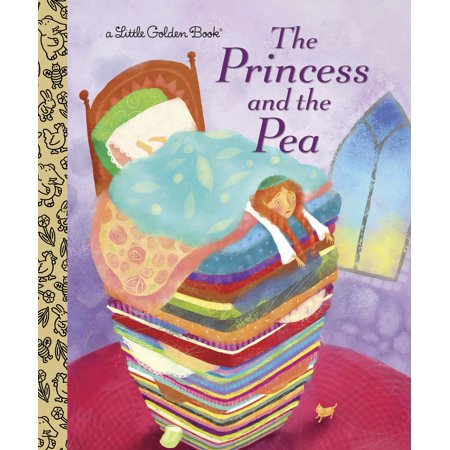 a Little Golden Book®
The
Princess
and the
Pea